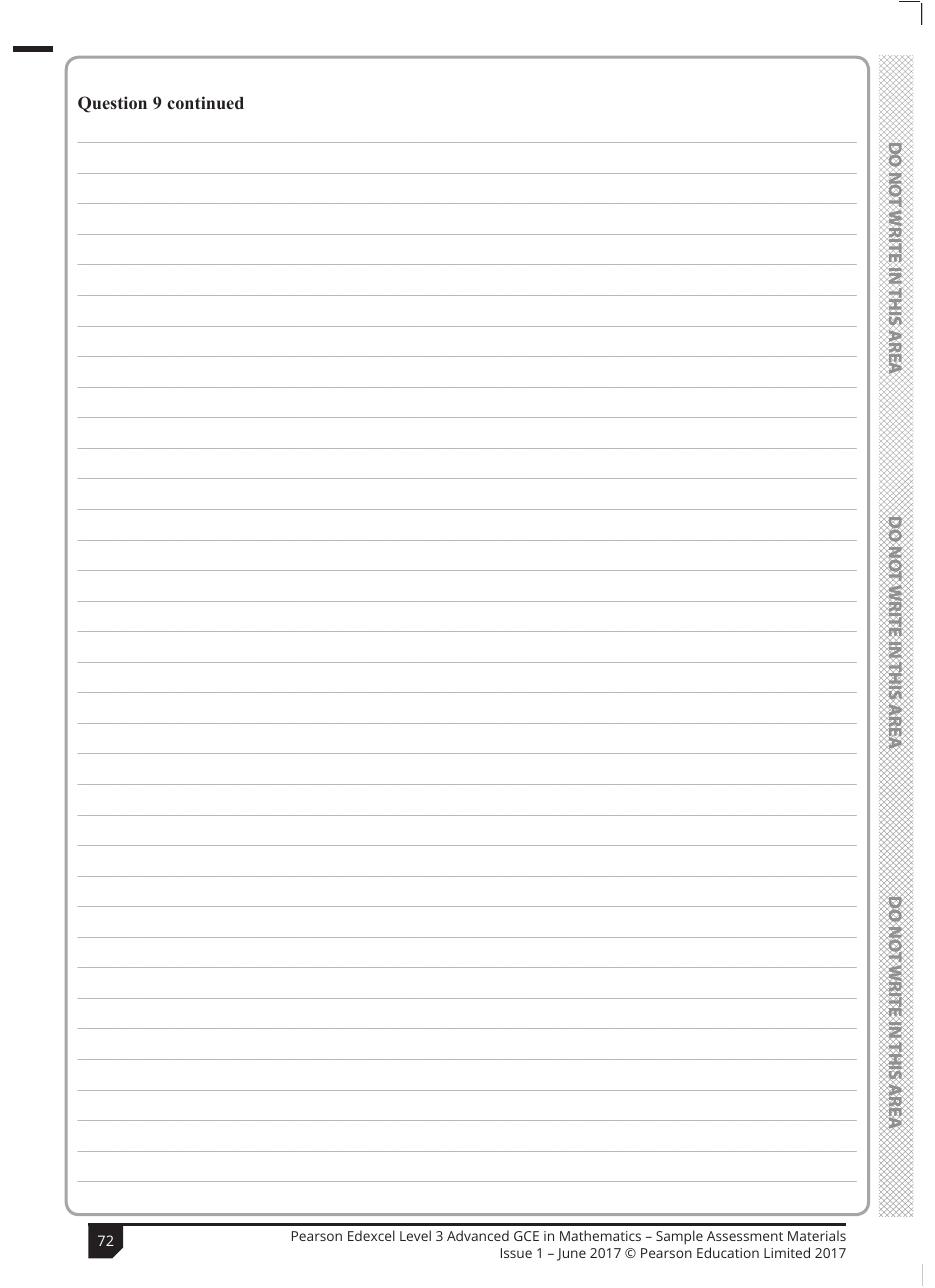 Question 9 continued
DO NOT WRITE IN THIS AREA
DO NOT WRITE IN THIS AREA
DO NOT WRITE IN THIS AREA
72
Pearson Edexcel Level 3 Advanced GCE in Mathematics – Sample Assessment Materials
Issue 1 – June 2017 © Pearson Education Limited 2017